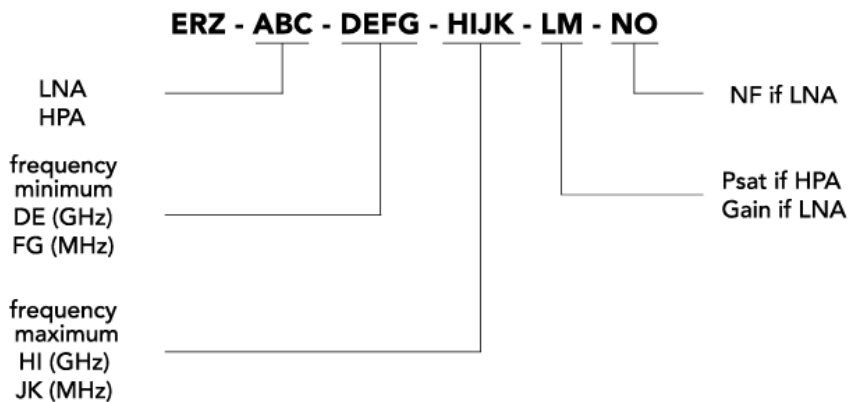 ERZ - ABC - DEFG - HIJK - LM - NO
LNA
HPA
NF if LNA
frequency
minimum
DE (GHz)
FG (MHz)
Psat if HPA
Gain if LNA
frequency
maximum
HI (GHz)
JK (MHz)